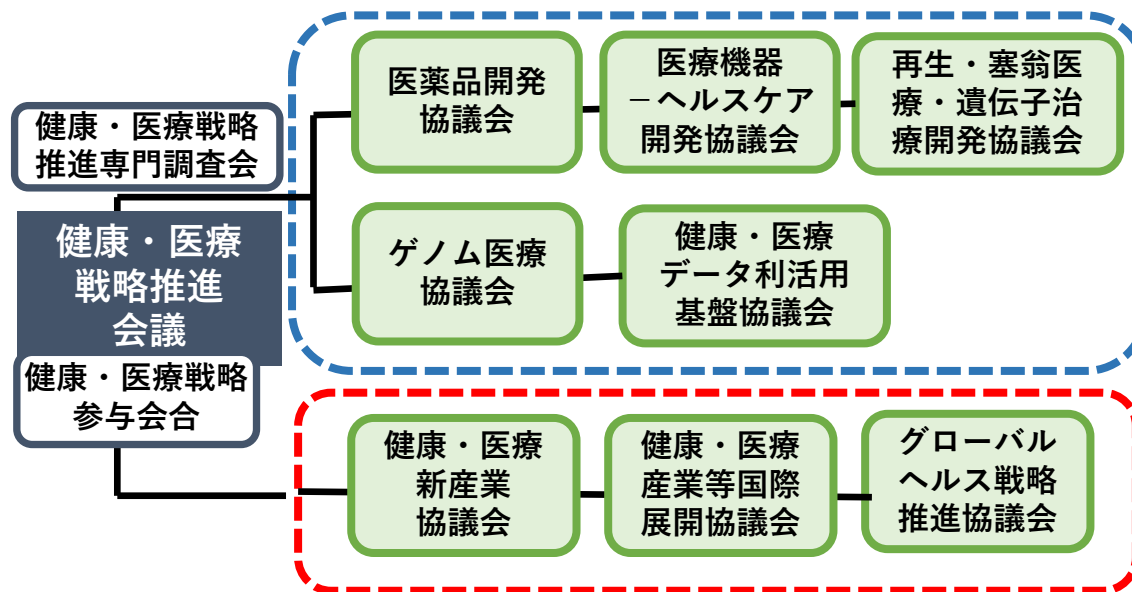 健康・医療戦略
推進専門調査会
健康・医療
戦略推進
会議
健康・医療戦略
参与会合
医薬品開発
協議会
医療機器
－ヘルスケア
開発協議会
再生・塞翁医
療・遺伝子治
療開発協議会
ゲノム医療
協議会
健康・医療
データ利活用
基盤協議会
健康・医療
新産業
協議会
健康・医療
産業等国際
展開協議会
グローバル
ヘルス戦略
推進協議会